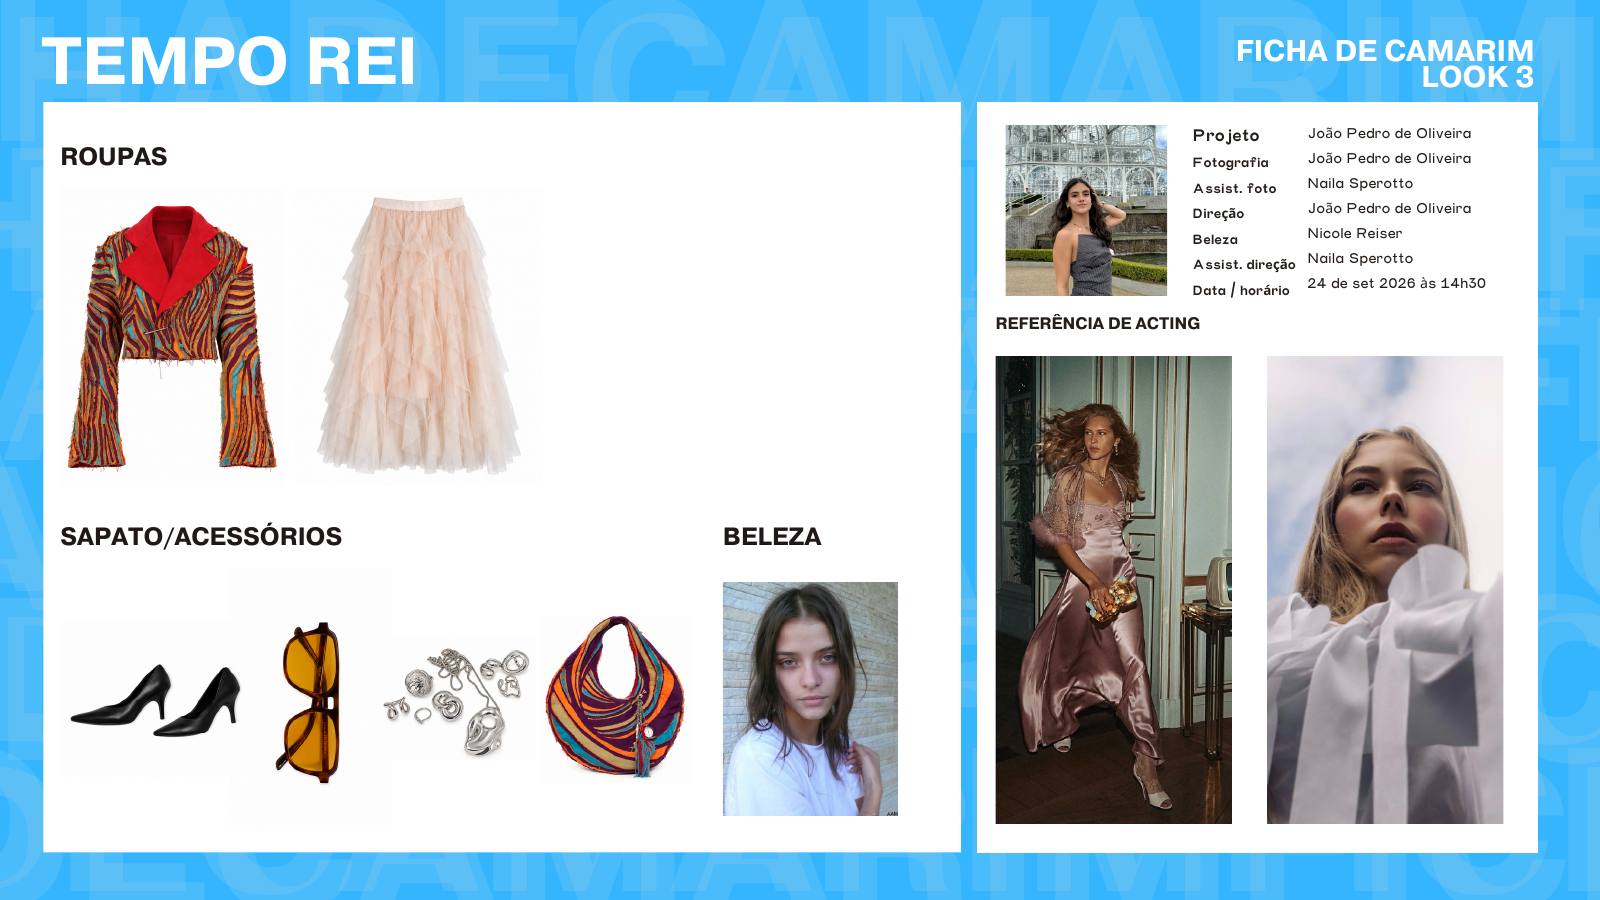 TEMPO REI
FICHA DE CAMARIM
LOOK 3
ROUPAS
SAPATO/ACESSÓRIOS
BELEZA
Projeto João Pedro de Oliveira
Fotografia João Pedro de Oliveira
Assist. foto Naila Sperotto
Direção João Pedro de Oliveira
Beleza Nicole Reiser
Assist. direção Naila Sperotto
Data / horário 24 de set 2026 às 14h30
REFERÊNCIA DE ACTING